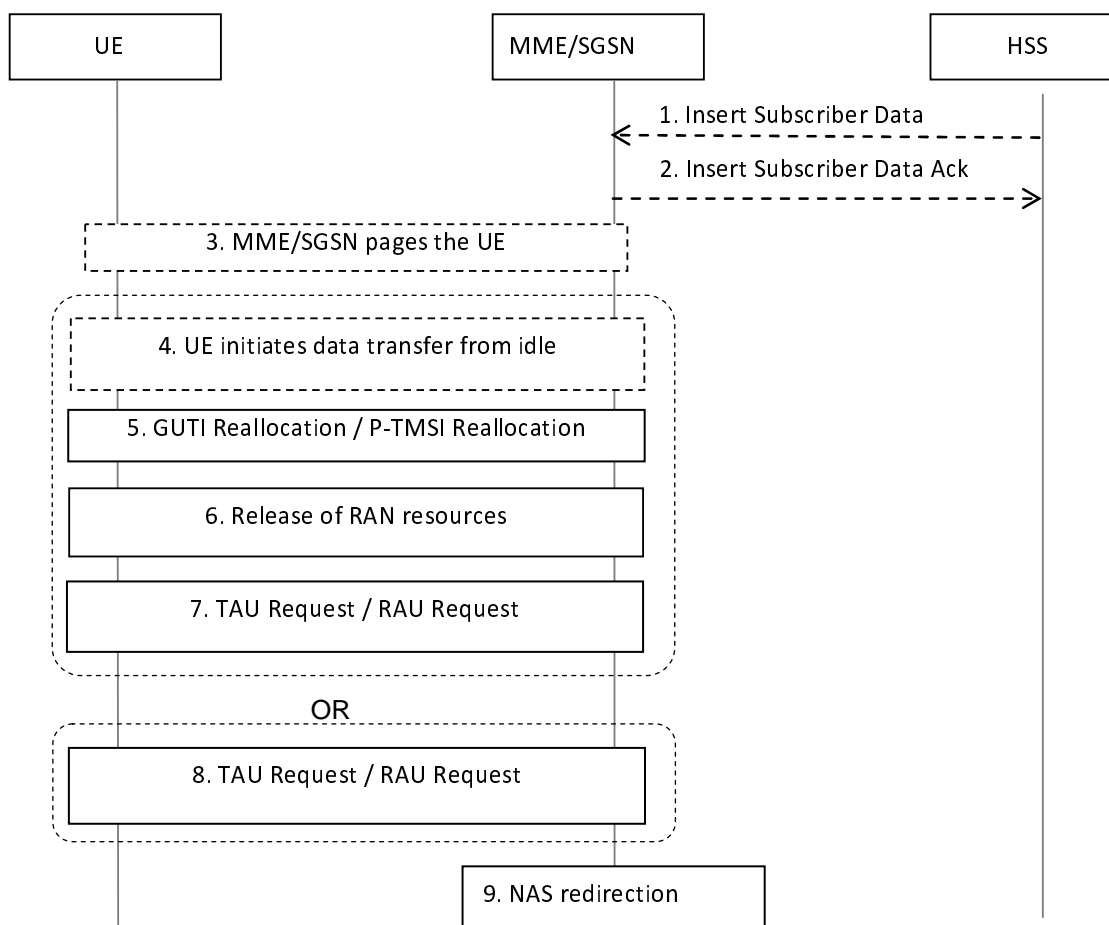 UE
MME/SGSN
HSS
1. Insert Subscriber Data
2. Insert Subscriber Data Ack
3. MME/SGSN pages the UE
4. UE initiates data transfer from idle
5. GUTI Reallocation / P-TMSI Reallocation
6. Release of RAN resources
7. TAU Request / RAU Request
OR
8. TAU Request / RAU Request
9. NAS redirection